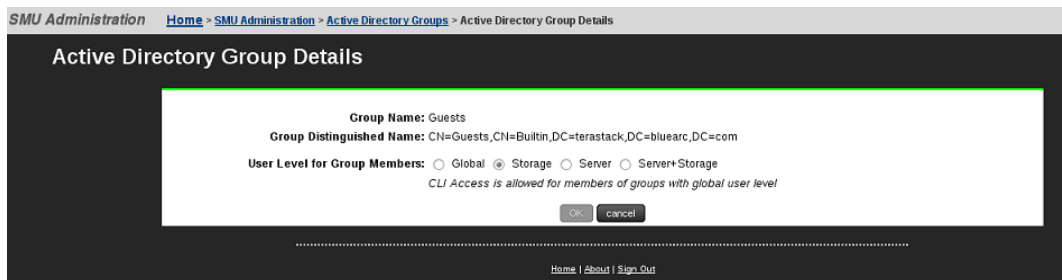 SMU Administration Home > SMU Administration > Active Directory Groups > Active Directory Group Details
Active Directory Group Details
Group Name: Guests
Group Distinguished Name: CN=Guests,CN=Builtin,DC=terastack,DC=bluearc,DC=com
User Level for Group Members: Global Storage Server Server+Storage
CLI Access is allowed for members of groups with global user level
OK cancel
Home | About | Sign Out